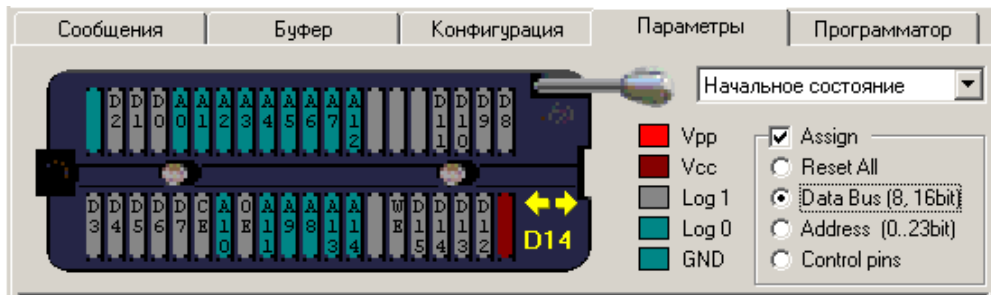 Сообщения Буфер Конфигурация Параметры Программатор
Начальное состояние
D2 D1 D0 A0 A1 A2 A3 A4 A5 A6 A7 A12 D11 D10 D9 D8
D3 D4 D5 D6 D7 CE A10 OE A11 A9 A8 A13 A14 WE D15 D14 D13 D12
D14
Vpp
Vcc
Log 1
Log 0
GND
Assign
Reset All
Data Bus (8, 16bit)
Address (0..23bit)
Control pins